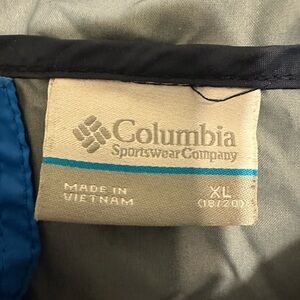 Columbia
Sportswear Company
MADE IN
VIETNAM
XL
(18/20)